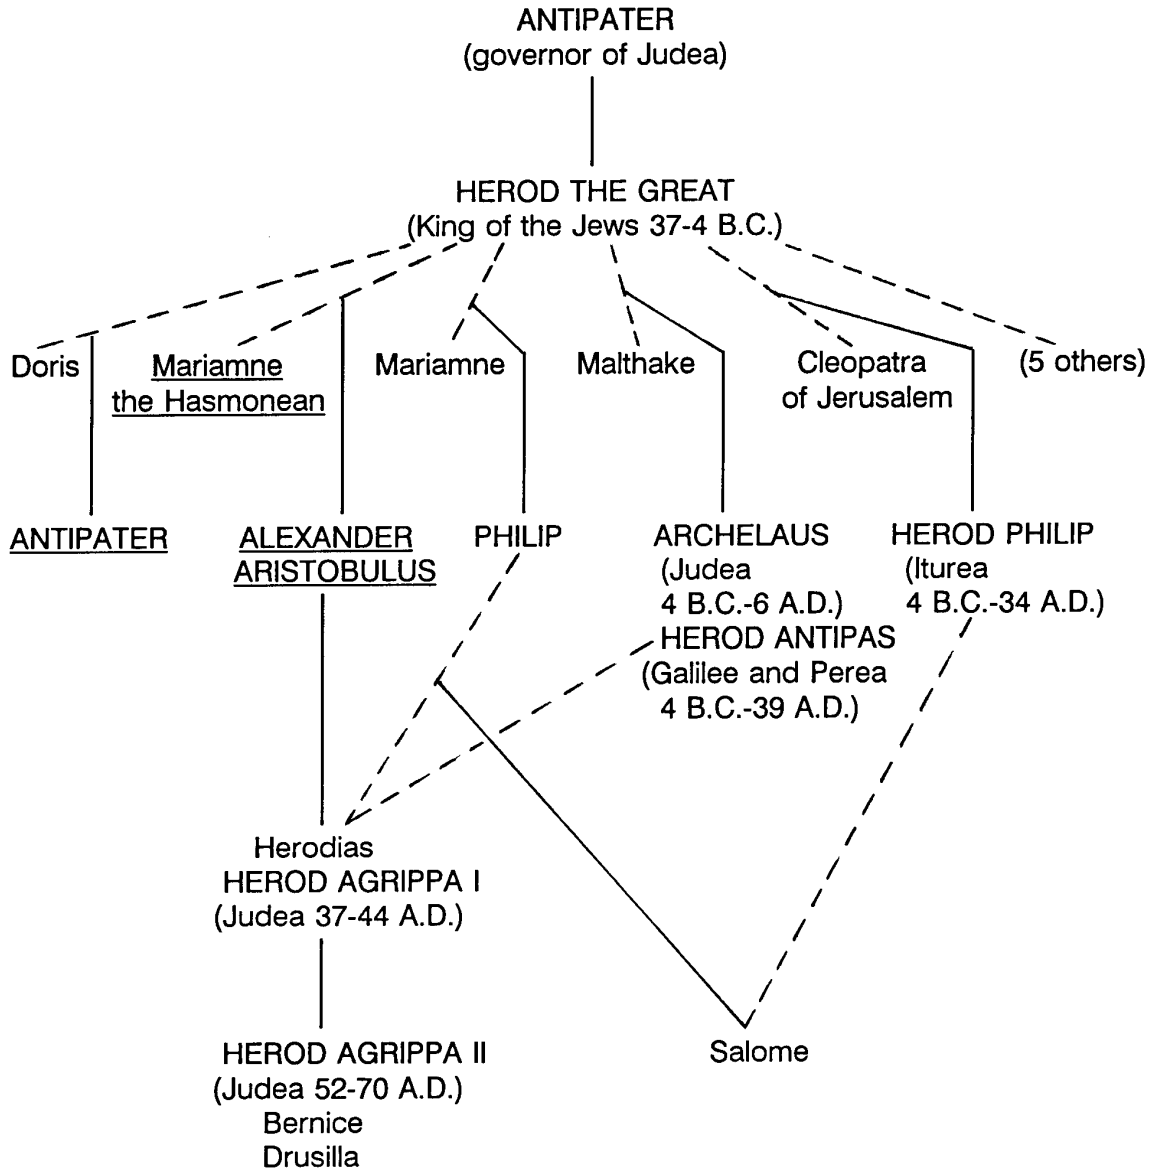 ANTIPATER
(governor of Judea)
HEROD THE GREAT
(King of the Jews 37-4 B.C.)
Doris
Mariamne
the Hasmonean
Mariamne
Malthake
Cleopatra
of Jerusalem
(5 others)
ANTIPATER
ALEXANDER
ARISTOBULUS
PHILIP
ARCHELAUS
(Judea
4 B.C.-6 A.D.)
HEROD ANTIPAS
(Galilee and Perea
4 B.C.-39 A.D.)
HEROD PHILIP
(Iturea
4 B.C.-34 A.D.)
Herodias
HEROD AGRIPPA I
(Judea 37-44 A.D.)
HEROD AGRIPPA II
(Judea 52-70 A.D.)
Bernice
Drusilla
Salome